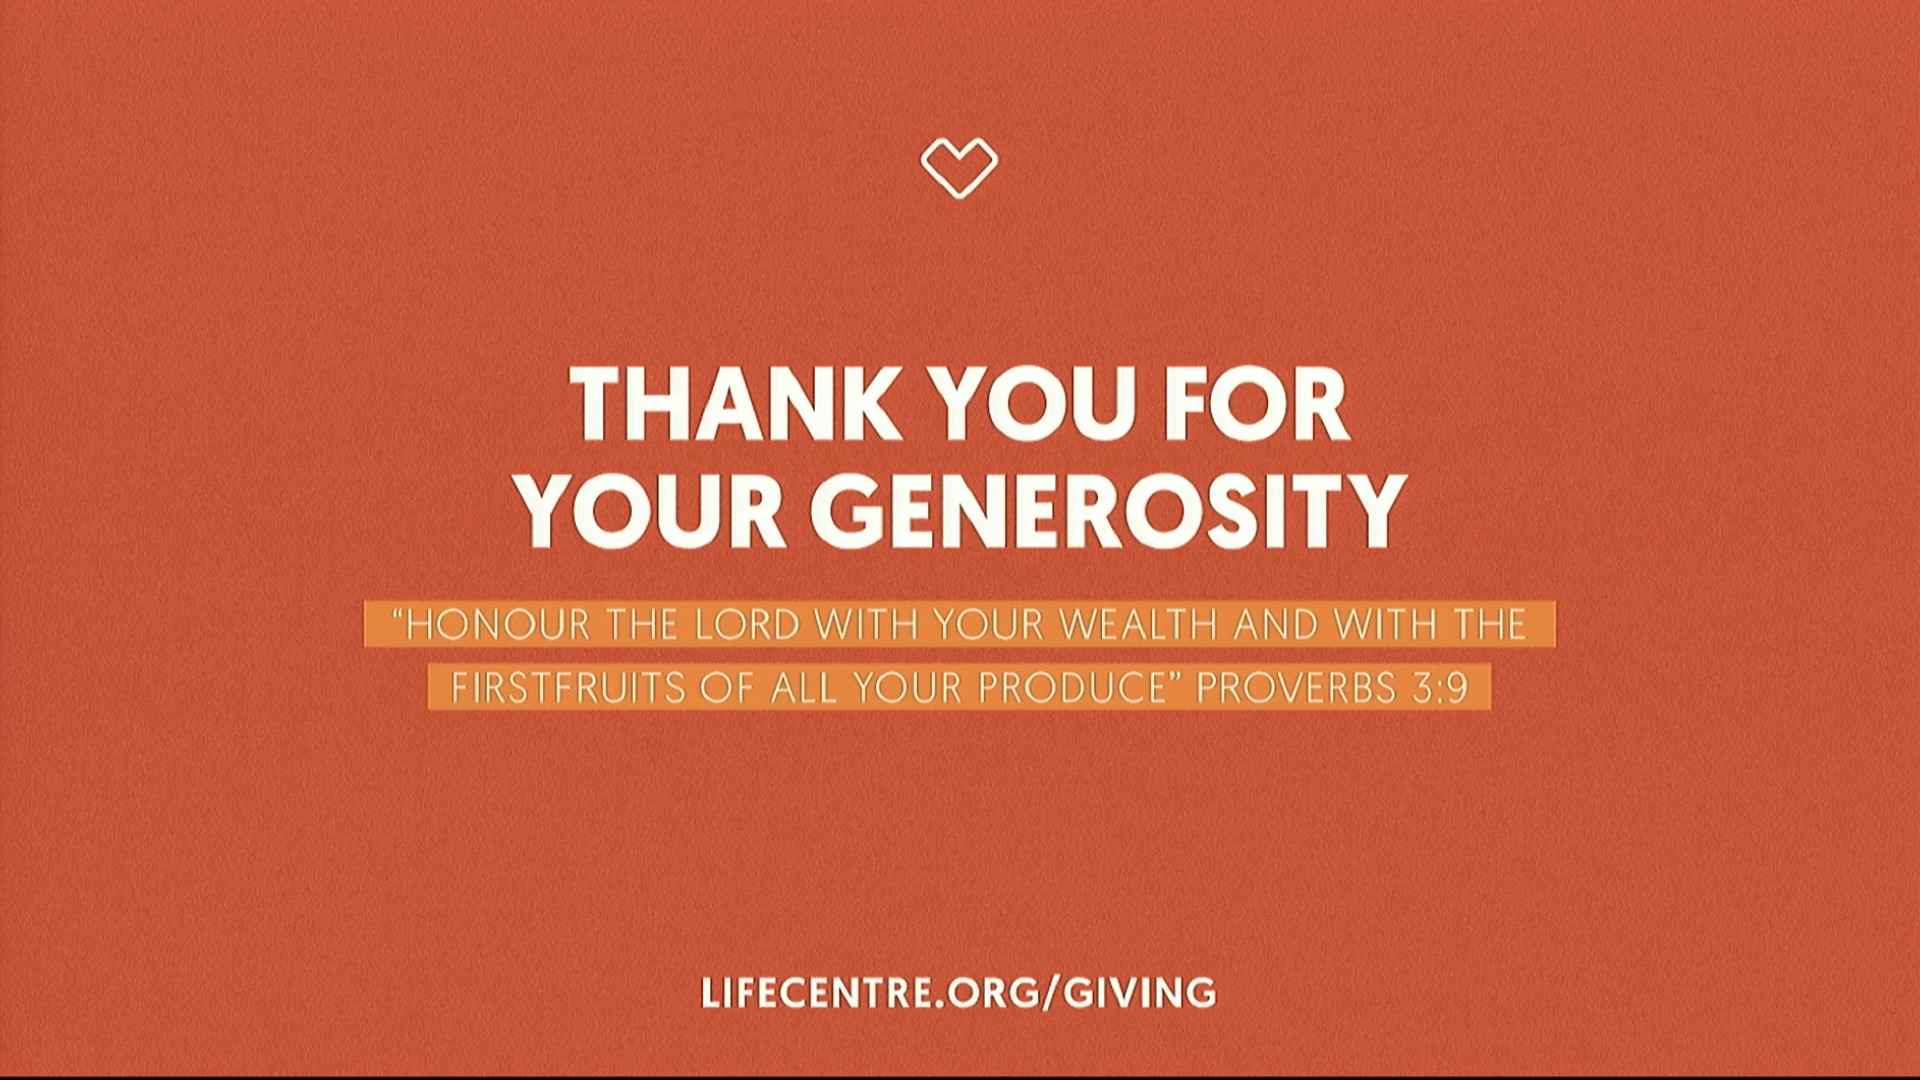 THANK YOU FOR
YOUR GENEROSITY
“HONOUR THE LORD WITH YOUR WEALTH AND WITH THE
FIRSTFRUITS OF ALL YOUR PRODUCE” PROVERBS 3:9
LIFECENTRE.ORG/GIVING